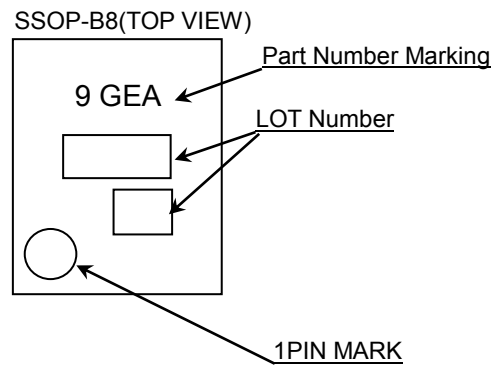 SSOP-B8(TOP VIEW)
Part Number Marking
9 GEA
LOT Number
1PIN MARK